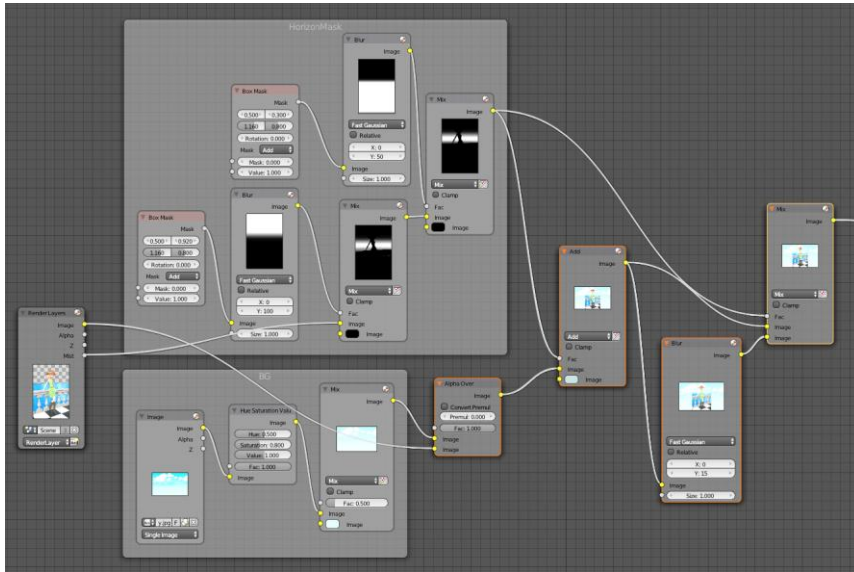 HorizonMask
Blur
Image
Fast Gaussian
Relative
X: 0
Y: 50
Image
Size: 1.000
Box Mask
Mask
0.500 0.300
1.160 0.800
Rotation: 0.000
Mask Add
Mask: 0.000
Value: 1.000
Mix
Image
Mix
Clamp
Fac
Image
Image
Box Mask
Mask
0.500 0.920
1.160 0.800
Rotation: 0.000
Mask Add
Mask: 0.000
Value: 1.000
Blur
Image
Fast Gaussian
Relative
X: 0
Y: 100
Image
Size: 1.000
Mix
Image
Mix
Clamp
Fac
Image
Image
Render Layers
Image
Alpha
Z
Mist
Scene
RenderLayer
BG
Image
Image
Alpha
Z
y.jpg F
Single Image
Hue Saturation Value
Image
Hue: 0.500
Saturation: 0.800
Value: 1.000
Fac: 1.000
Image
Mix
Image
Mix
Clamp
Fac: 0.500
Image
Image
Alpha Over
Image
Convert Premul
Premul: 0.000
Fac: 1.000
Image
Image
Add
Image
Add
Clamp
Fac
Image
Image
Blur
Image
Fast Gaussian
Relative
X: 0
Y: 15
Image
Size: 1.000
Mix
Image
Mix
Clamp
Fac
Image
Image